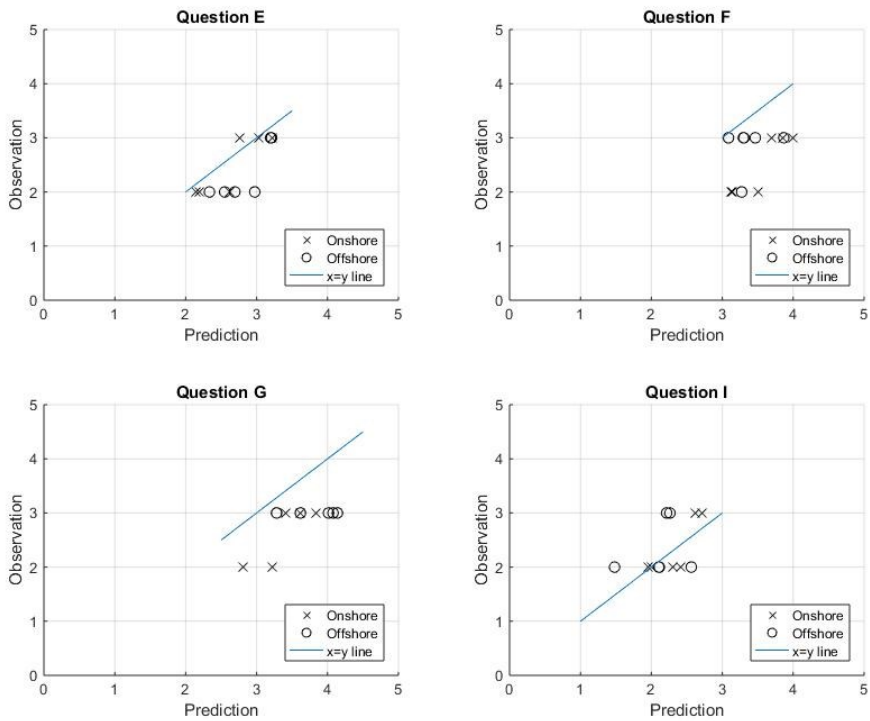 Question E
5
4
3
2
1
0
Observation
0 1 2 3 4 5
Prediction
Onshore
Offshore
x=y line
Question F
5
4
3
2
1
0
Observation
0 1 2 3 4 5
Prediction
Onshore
Offshore
x=y line
Question G
5
4
3
2
1
0
Observation
0 1 2 3 4 5
Prediction
Onshore
Offshore
x=y line
Question I
5
4
3
2
1
0
Observation
0 1 2 3 4 5
Prediction
Onshore
Offshore
x=y line